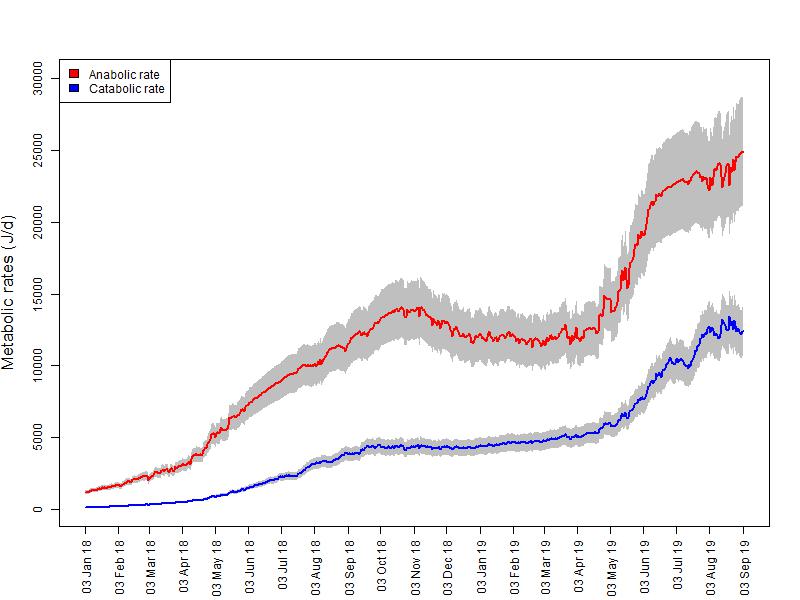 Anabolic rate
Catabolic rate
Metabolic rates (J/d)
30000
25000
20000
15000
10000
5000
0
03 Jan 18
03 Feb 18
03 Mar 18
03 Apr 18
03 May 18
03 Jun 18
03 Jul 18
03 Aug 18
03 Sep 18
03 Oct 18
03 Nov 18
03 Dec 18
03 Jan 19
03 Feb 19
03 Mar 19
03 Apr 19
03 May 19
03 Jun 19
03 Jul 19
03 Aug 19
03 Sep 19